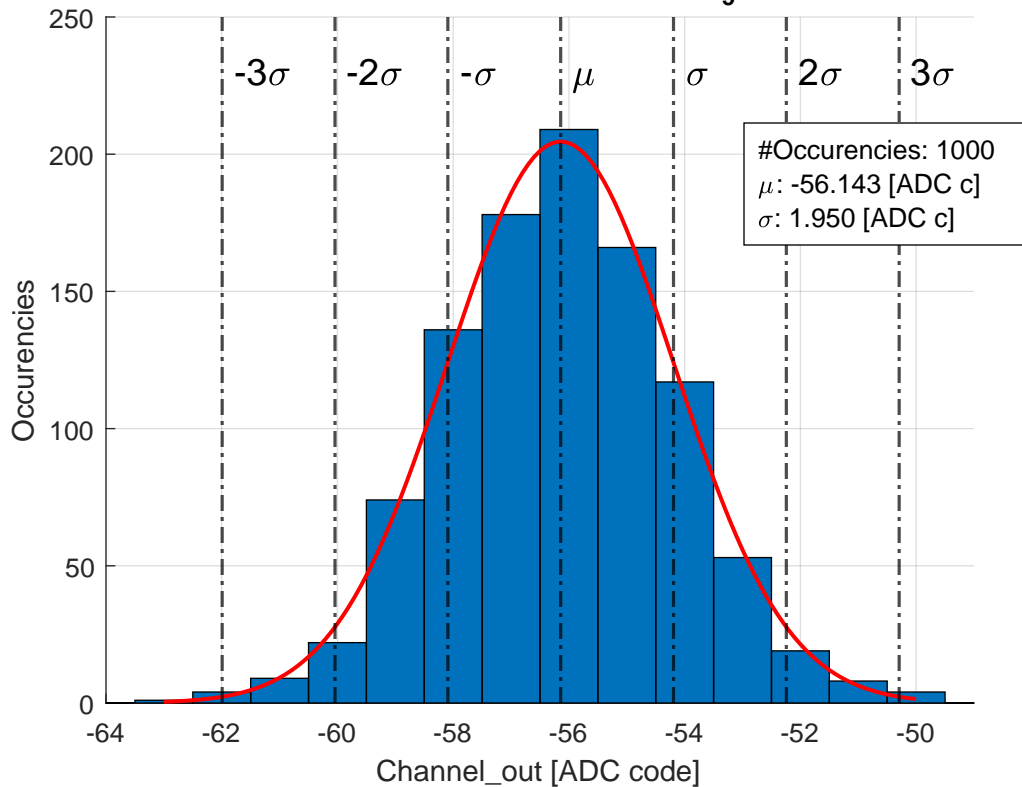 250
200
150
100
50
0
-3σ
-2σ
-σ
μ
σ
2σ
3σ
#Occurencies: 1000
μ: -56.143 [ADC c]
σ: 1.950 [ADC c]
Occurencies
-64
-62
-60
-58
-56
-54
-52
-50
Channel_out [ADC code]